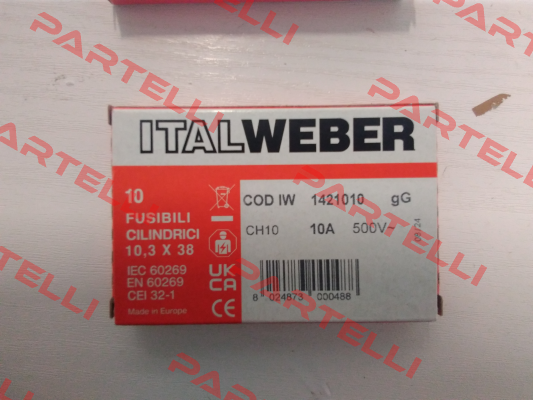 PARTELLI
ITALWEBER
10
FUSIBILI
CILINDRICI
10,3 X 38
IEC 60269
EN 60269
CEI 32-1
Made in Europe
UK
CA
CE
COD IW 1421010 gG
CH10 10A 500V~
8 024873 000488
PARTELLI
PARTELLI
PARTELLI
PARTELLI